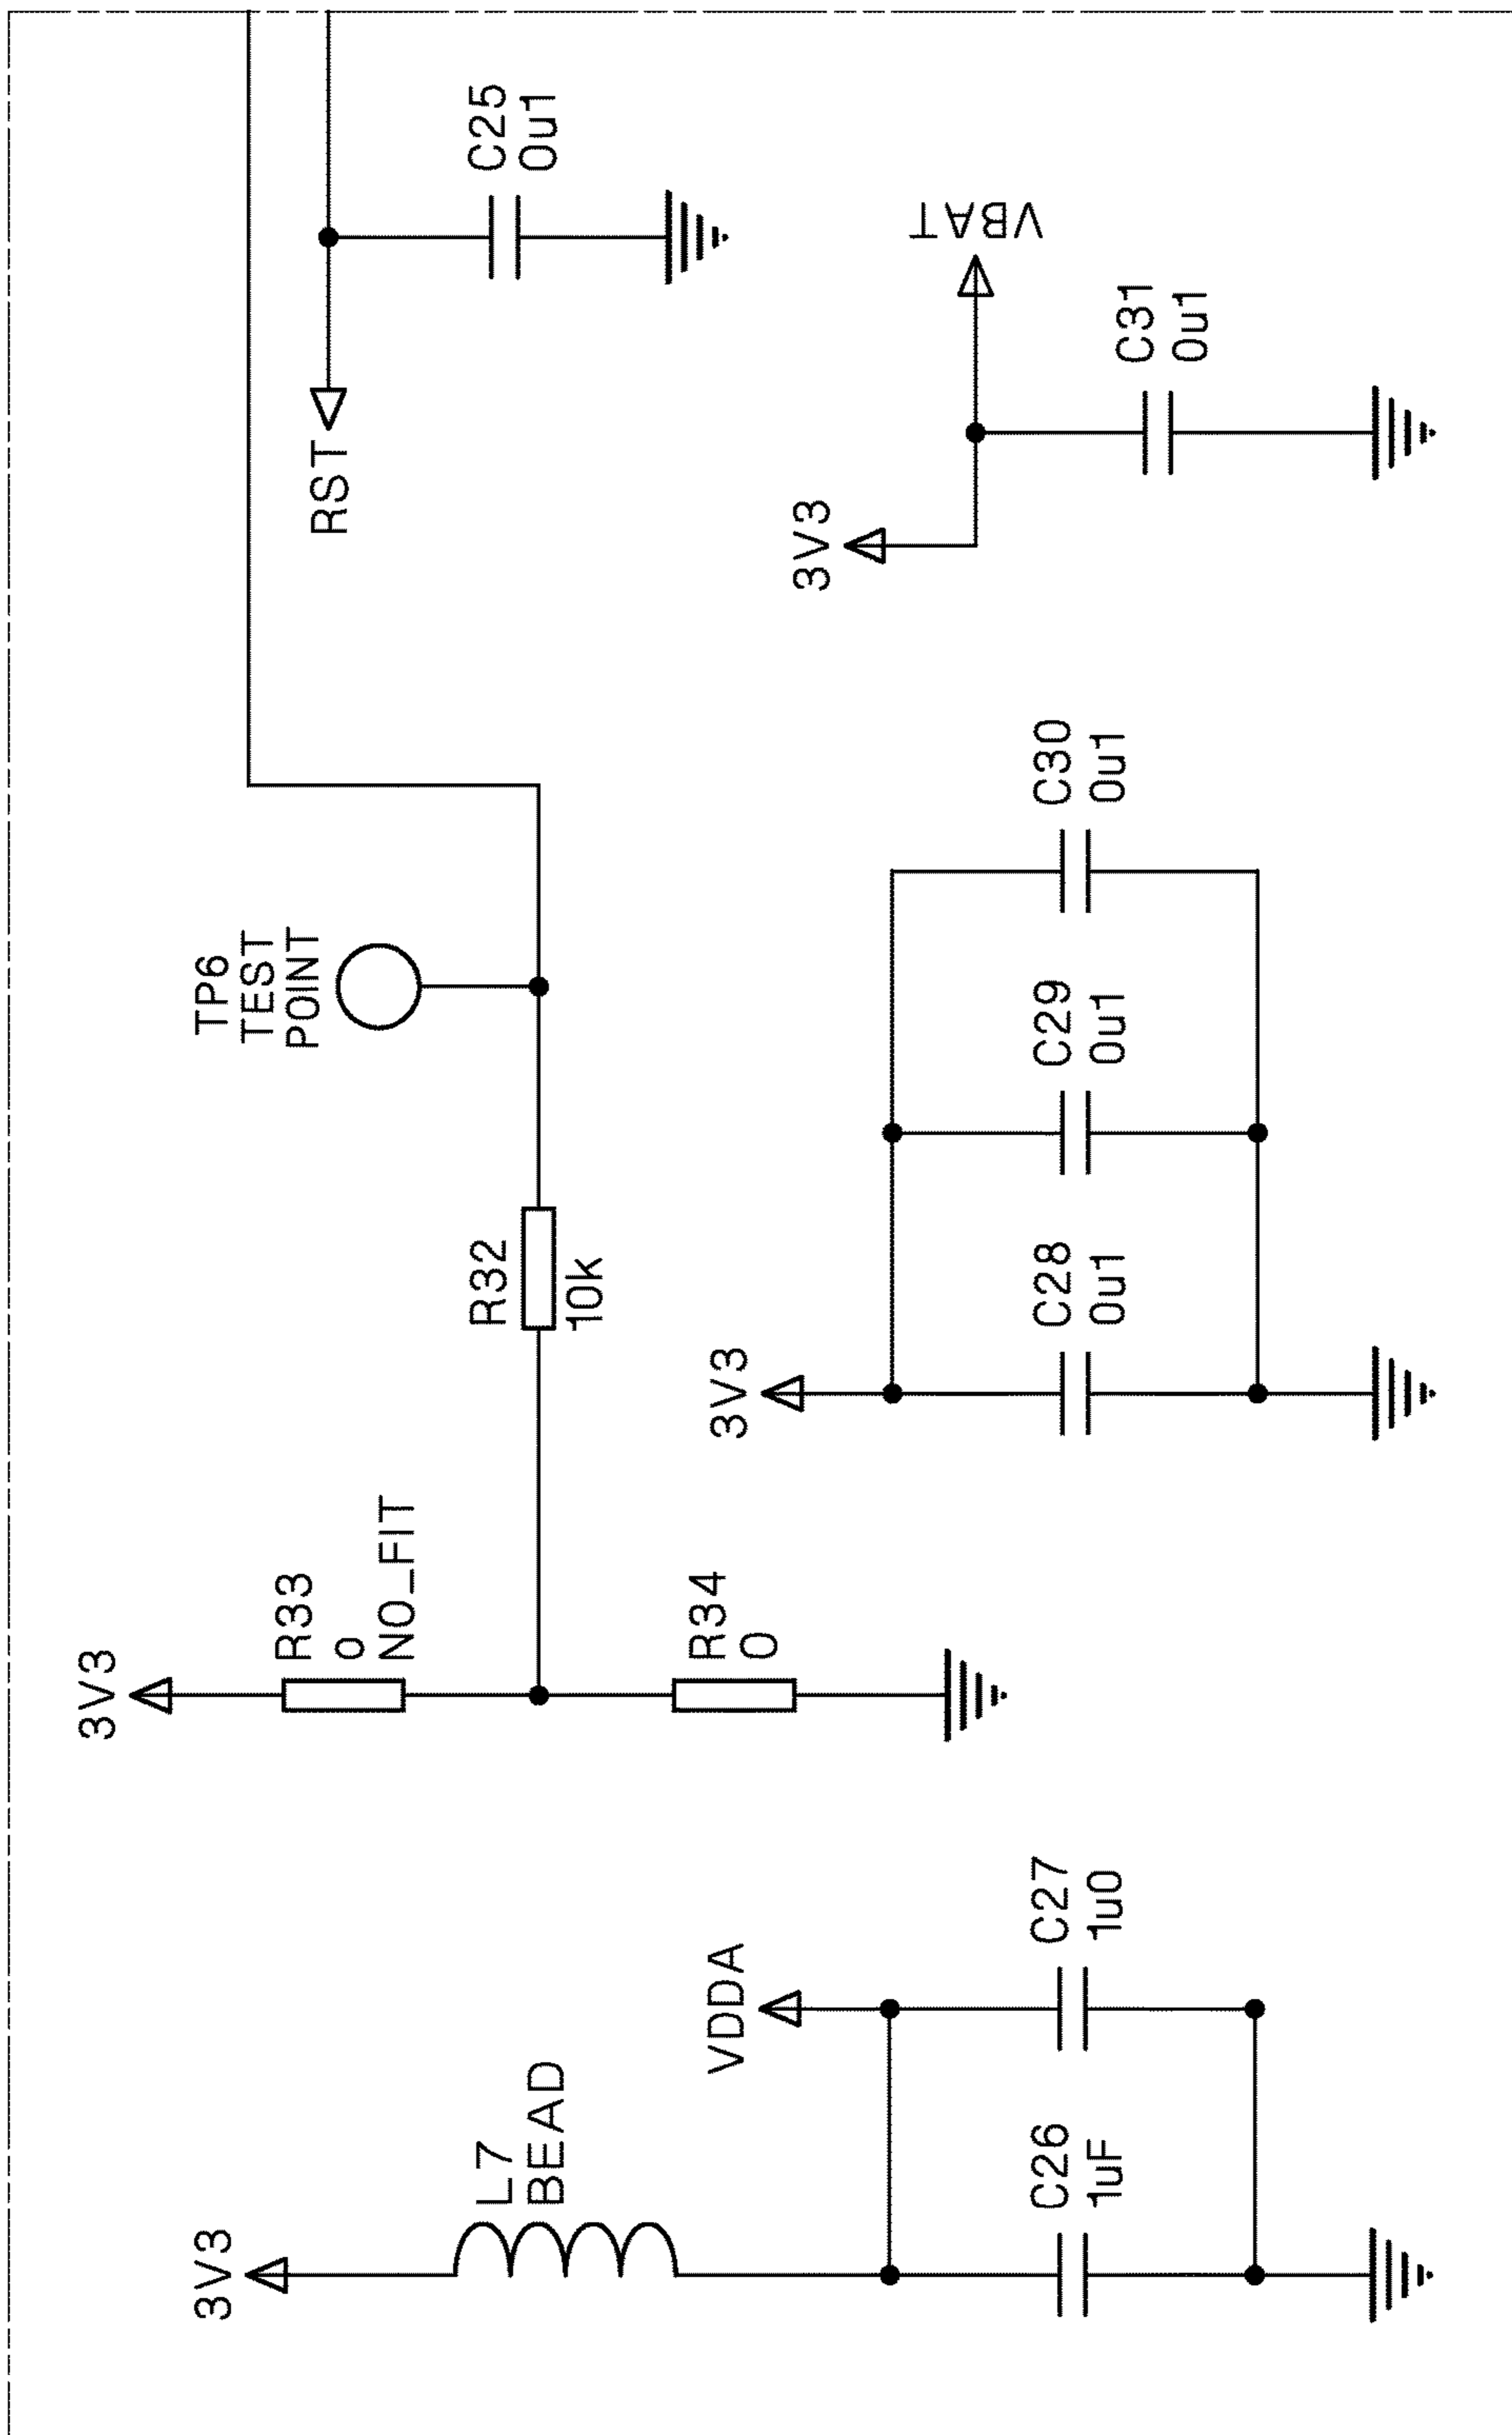 3V3
R33
0
NO_FIT
R34
0
3V3
L7
BEAD
VDDA
C26
1uF
C27
1u0
TP6
TEST
POINT
R32
10k
RST
C25
0u1
3V3
C28
0u1
C29
0u1
C30
0u1
3V3
VBAT
C31
0u1